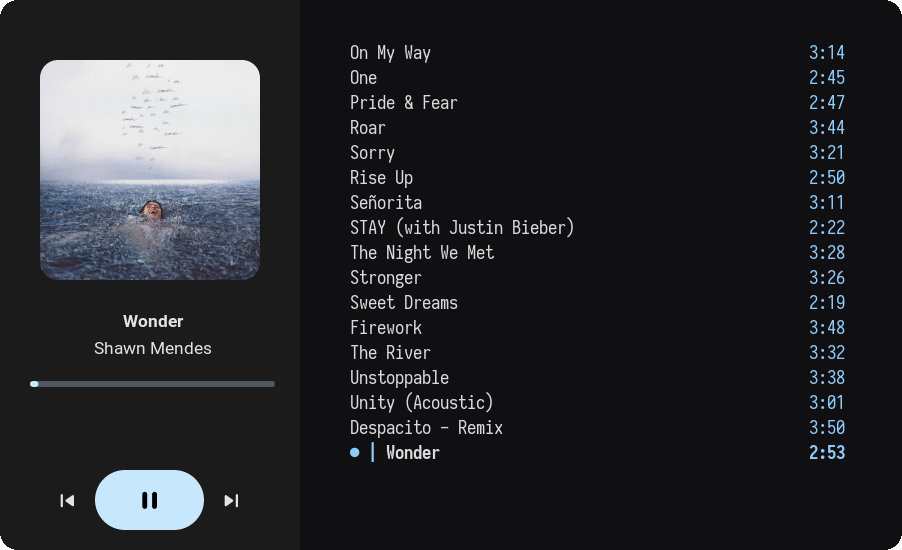 Wonder
Shawn Mendes
On My Way 3:14
One 2:45
Pride & Fear 2:47
Roar 3:44
Sorry 3:21
Rise Up 2:50
Señorita 3:11
STAY (with Justin Bieber) 2:22
The Night We Met 3:28
Stronger 3:26
Sweet Dreams 2:19
Firework 3:48
The River 3:32
Unstoppable 3:38
Unity (Acoustic) 3:01
Despacito – Remix 3:50
● | Wonder 2:53